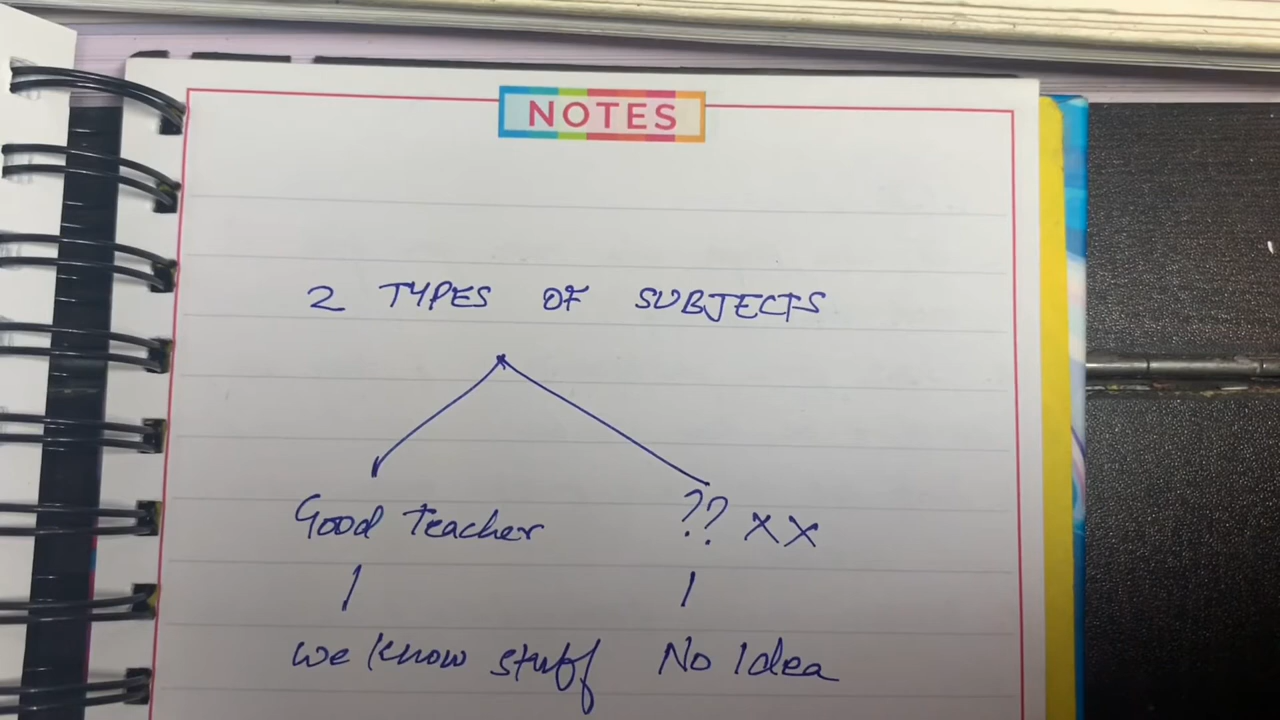 NOTES
2 TYPES OF SUBJECTS
Good Teacher ?? XX
we know stuff No Idea